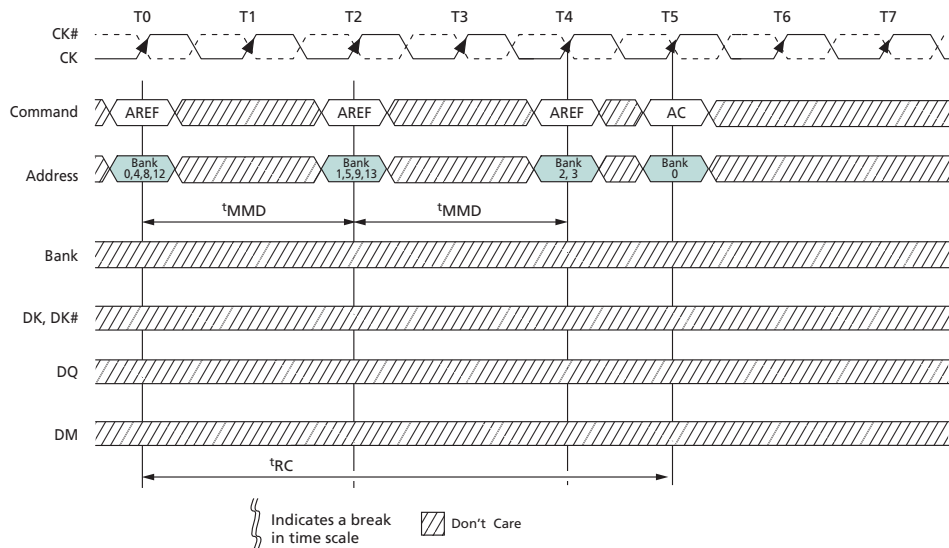 T0 T1 T2 T3 T4 T5 T6 T7
CK#
CK
Command AREF AREF AREF AC
Address Bank 0,4,8,12 Bank 1,5,9,13 Bank 2, 3 Bank 0
tMMD tMMD
Bank
DK, DK#
DQ
DM
tRC
Indicates a break
in time scale
Don't Care